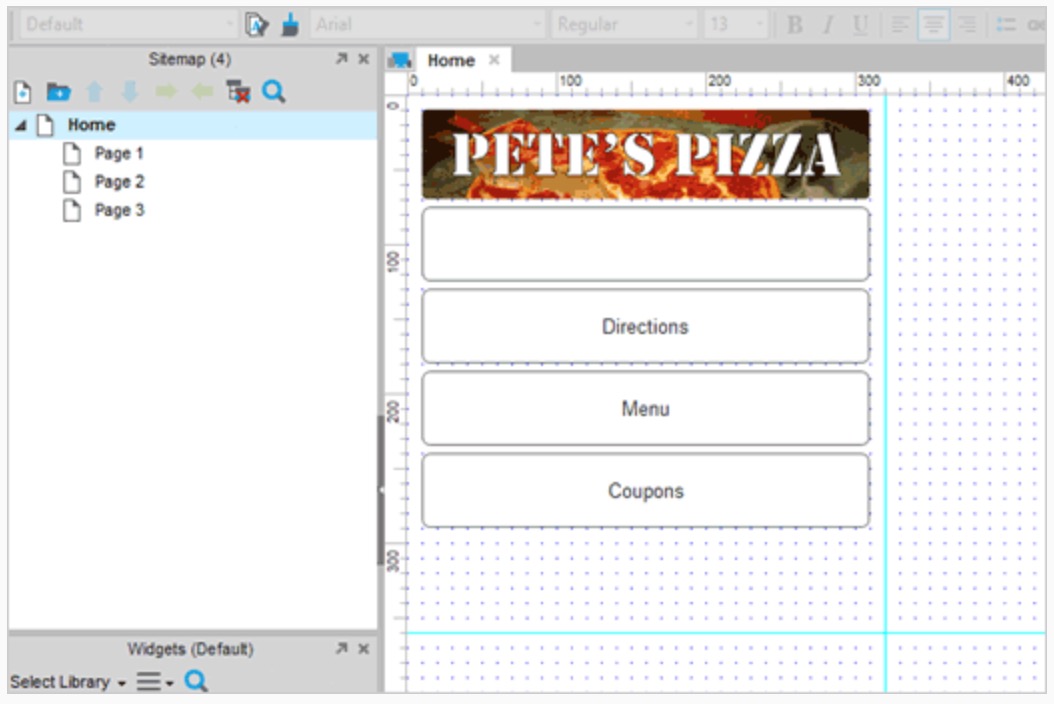 Default Arial Regular 13 B I U
Sitemap (4)
Home
0 100 200 300 400
Home
Page 1
Page 2
Page 3
0
100
200
300
PETE'S PIZZA
Directions
Menu
Coupons
Widgets (Default)
Select Library